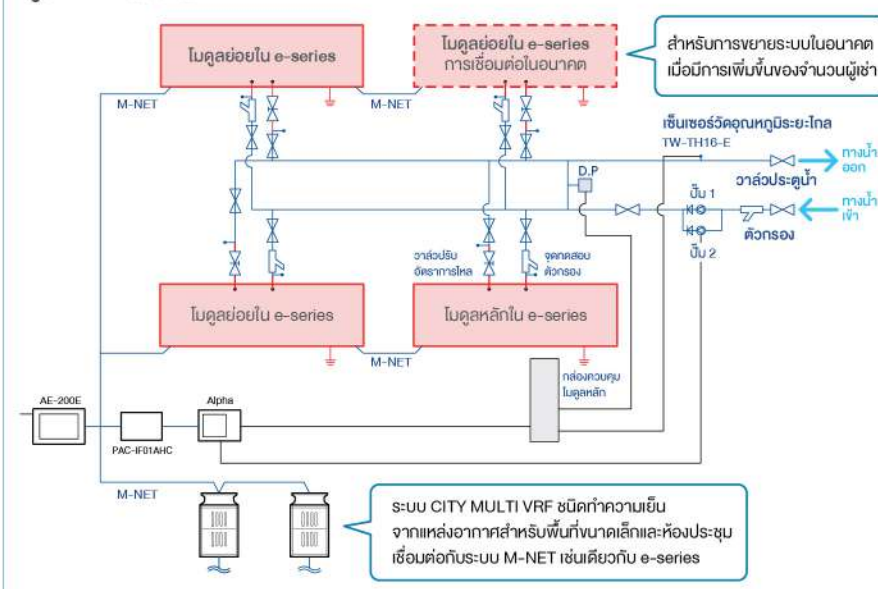 โมดูลย่อยใน e-series
โมดูลย่อยใน e-series
การเชื่อมต่อในอนาคต
สำหรับการขยายระบบในอนาคต
เมื่อมีการเพิ่มขึ้นของจำนวนผู้เช่า
M-NET
M-NET
เซ็นเซอร์วัดอุณหภูมิระยะไกล
TW-TH16-E
D.P
ทางน้ำ
ออก
วาล์วประตูน้ำ
ปั๊ม 1
ทางน้ำ
เข้า
ตัวกรอง
ปั๊ม 2
วาล์วปรับ
อัตราการไหล
จุดทดสอบ
ตัวกรอง
โมดูลย่อยใน e-series
โมดูลหลักใน e-series
M-NET
กล่องควบคุม
โมดูลหลัก
AE-200E
Alpha
PAC-IF01AHC
M-NET
ระบบ CITY MULTI VRF ชนิดทำความเย็น
จากแหล่งอากาศสำหรับพื้นที่ขนาดเล็กและห้องประชุม
เชื่อมต่อกับระบบ M-NET เช่นเดียวกับ e-series